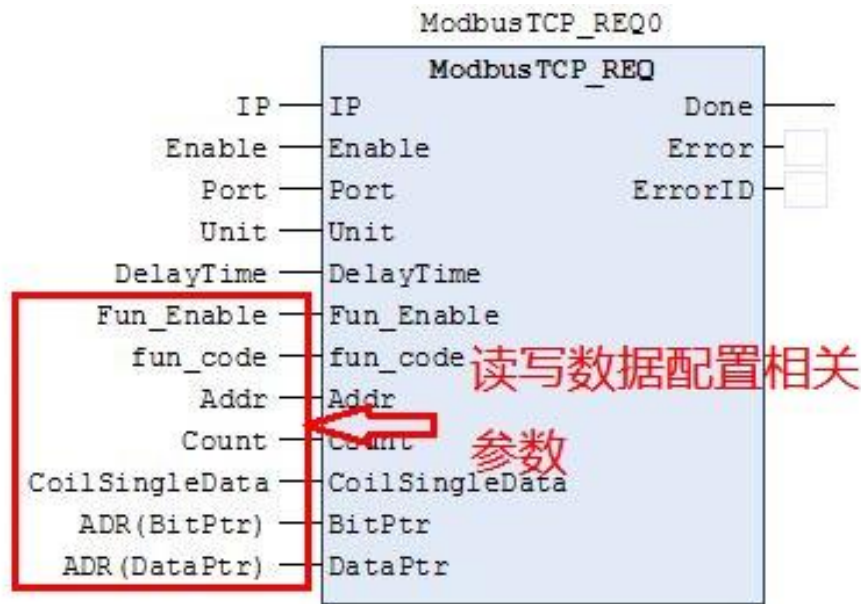 ModbusTCP_REQ0
ModbusTCP_REQ
IP IP Done
Enable Enable Error
Port Port ErrorID
Unit Unit
DelayTime DelayTime
Fun_Enable Fun_Enable
fun_code fun_code 读写数据配置相关
Addr Addr
Count Count 参数
CoilSingleData CoilSingleData
ADR(BitPtr) BitPtr
ADR(DataPtr) DataPtr